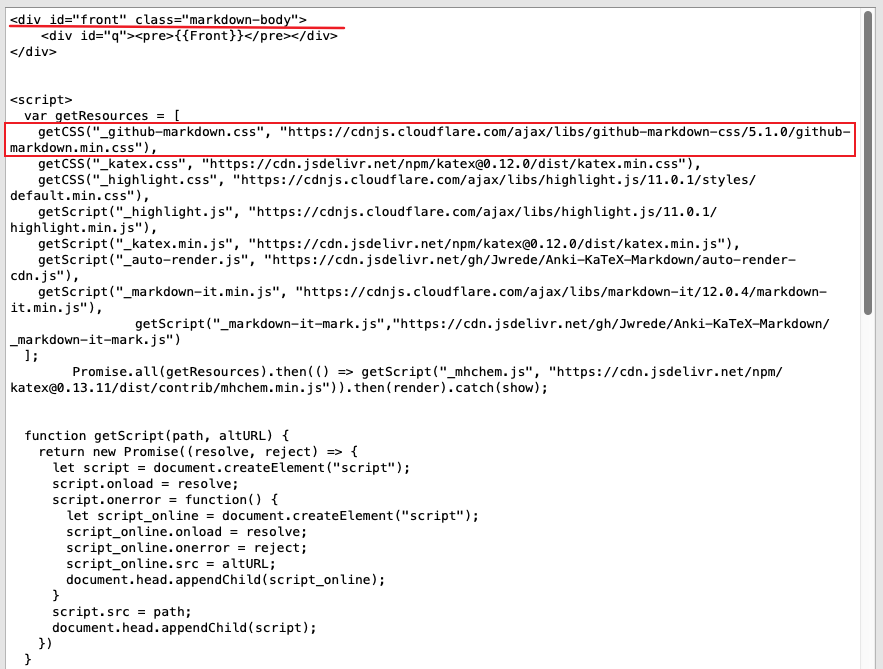 <div id="front" class="markdown-body">
    <div id="q"><pre>{{Front}}</pre></div>
</div>
<script>
  var getResources = [
    getCSS("_github-markdown.css", "https://cdnjs.cloudflare.com/ajax/libs/github-markdown-css/5.1.0/github-
markdown.min.css"),
    getCSS("_katex.css", "https://cdn.jsdelivr.net/npm/katex@0.12.0/dist/katex.min.css"),
    getCSS("_highlight.css", "https://cdnjs.cloudflare.com/ajax/libs/highlight.js/11.0.1/styles/
default.min.css"),
    getScript("_highlight.js", "https://cdnjs.cloudflare.com/ajax/libs/highlight.js/11.0.1/
highlight.min.js"),
    getScript("_katex.min.js", "https://cdn.jsdelivr.net/npm/katex@0.12.0/dist/katex.min.js"),
    getScript("_auto-render.js", "https://cdn.jsdelivr.net/gh/Jwrede/Anki-KaTeX-Markdown/auto-render-
cdn.js"),
    getScript("_markdown-it.min.js", "https://cdnjs.cloudflare.com/ajax/libs/markdown-it/12.0.4/markdown-
it.min.js"),
                getScript("_markdown-it-mark.js","https://cdn.jsdelivr.net/gh/Jwrede/Anki-KaTeX-Markdown/
_markdown-it-mark.js")
  ];
        Promise.all(getResources).then(() => getScript("_mhchem.js", "https://cdn.jsdelivr.net/npm/
katex@0.13.11/dist/contrib/mhchem.min.js")).then(render).catch(show);
  function getScript(path, altURL) {
    return new Promise((resolve, reject) => {
      let script = document.createElement("script");
      script.onload = resolve;
      script.onerror = function() {
        let script_online = document.createElement("script");
        script_online.onload = resolve;
        script_online.onerror = reject;
        script_online.src = altURL;
        document.head.appendChild(script_online);
      }
      script.src = path;
      document.head.appendChild(script);
    })
  }